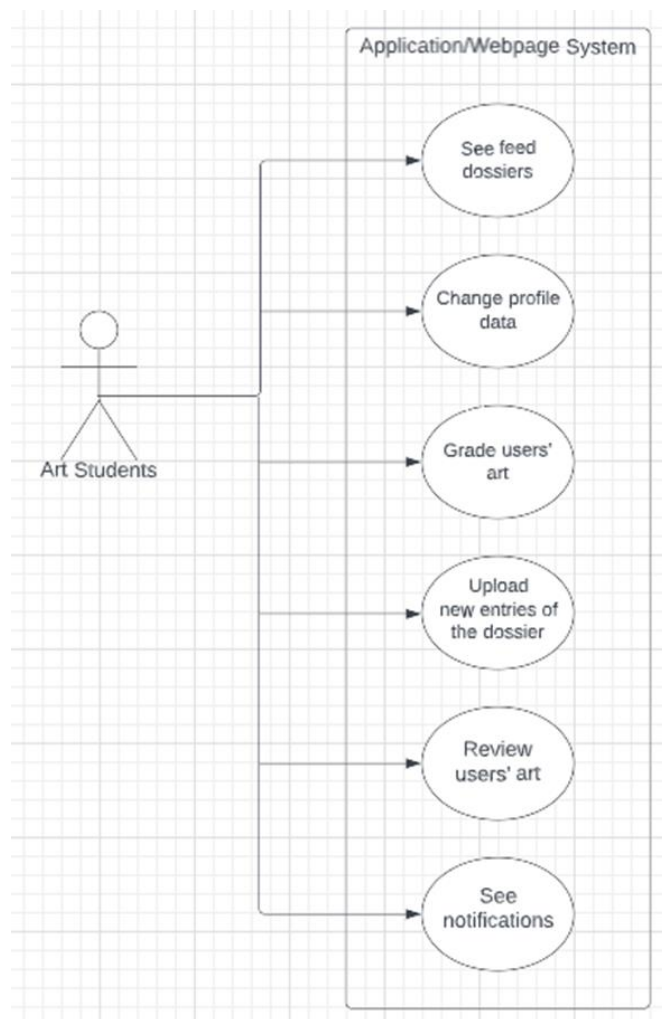 Application/Webpage System
See feed
dossiers
Change profile
data
Art Students
Grade users'
art
Upload
new entries of
the dossier
Review
users' art
See
notifications